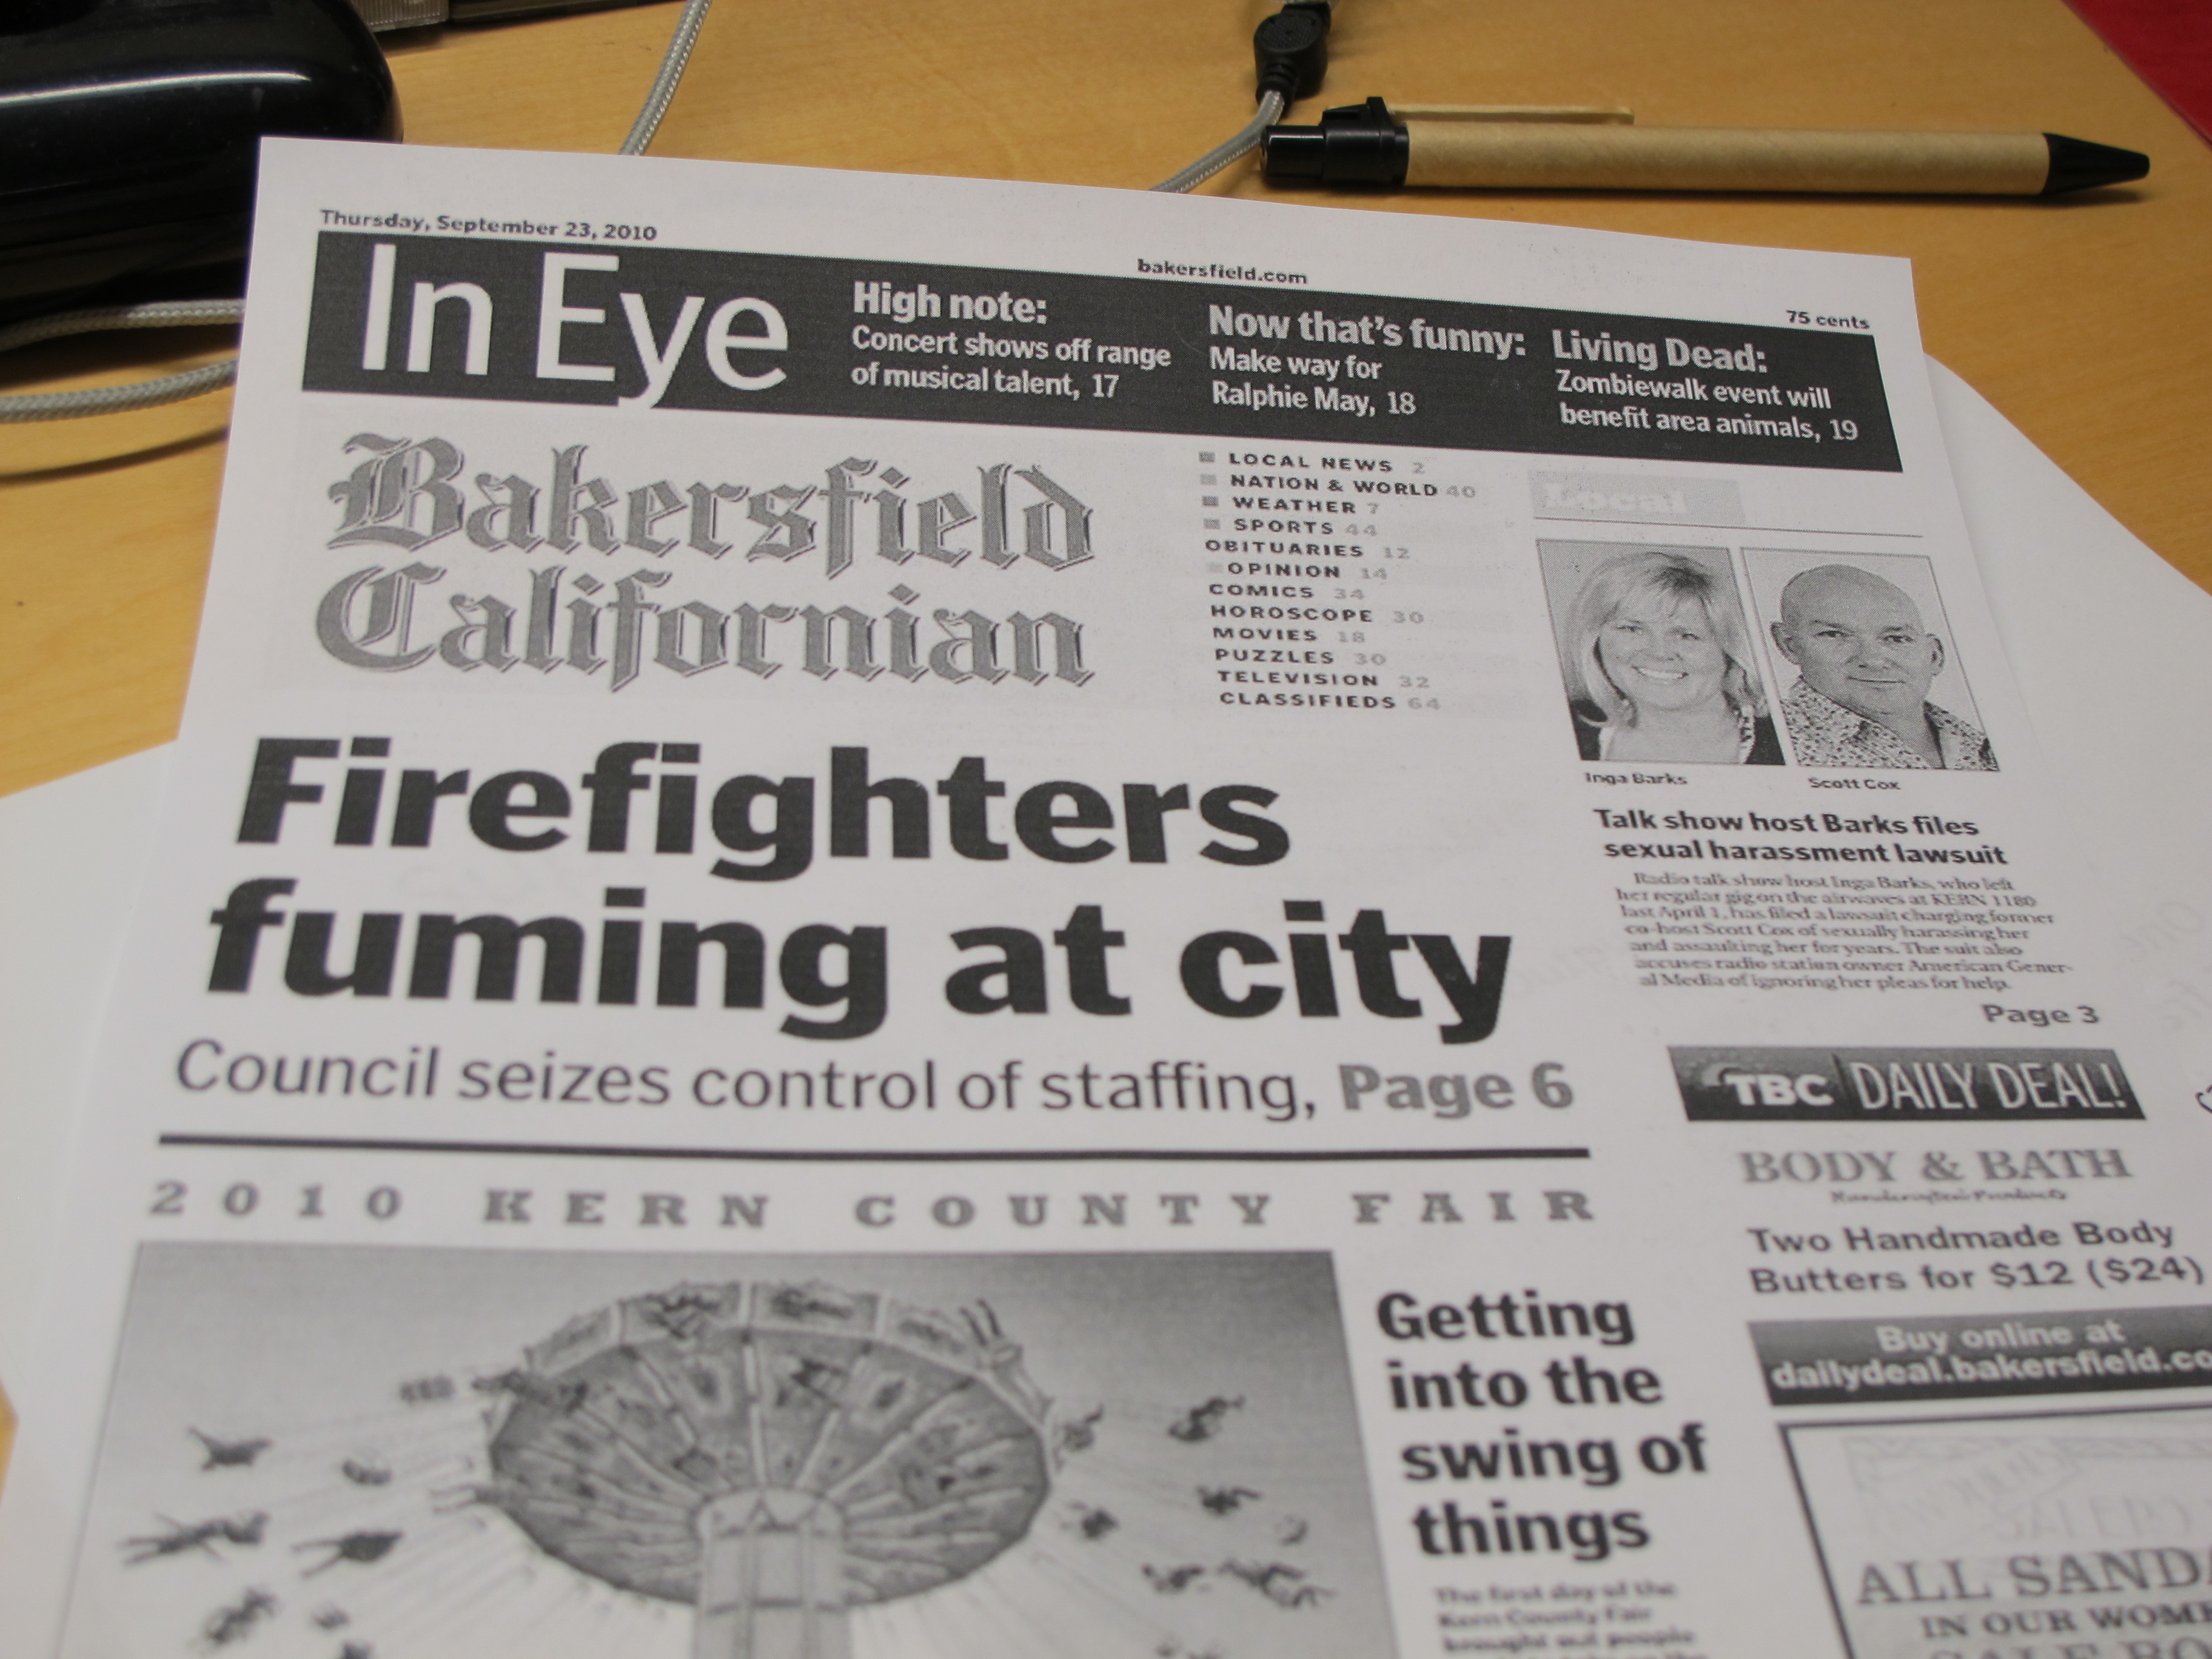 Thursday, September 23, 2010
bakersfield.com
75 cents
In Eye
High note:
Concert shows off range
of musical talent, 17
Now that's funny:
Make way for
Ralphie May, 18
Living Dead:
Zombiewalk event will
benefit area animals, 19
Bakersfield
Californian
LOCAL NEWS 2
NATION & WORLD 40
WEATHER 7
SPORTS 44
OBITUARIES 12
OPINION 14
COMICS 34
HOROSCOPE 30
MOVIES 18
PUZZLES 30
TELEVISION 32
CLASSIFIEDS 64
Local
Inga Barks
Scott Cox
Talk show host Barks files
sexual harassment lawsuit
Radio talk show host Inga Barks, who left
her regular gig on the airwaves at KERN 1180
last April 1, has filed a lawsuit charging former
co-host Scott Cox of sexually harassing her
and assaulting her for years. The suit also
accuses radio station owner American Gener-
al Media of ignoring her pleas for help.
Page 3
Firefighters
fuming at city
Council seizes control of staffing, Page 6
2010 KERN COUNTY FAIR
Getting
into the
swing of
things
The first day of the
Kern County Fair
brought out people
TBC DAILY DEAL!
BODY & BATH
Handcrafted Products
Two Handmade Body
Butters for $12 ($24)
Buy online at
dailydeal.bakersfield.co
ALL SANDA
IN OUR WOM